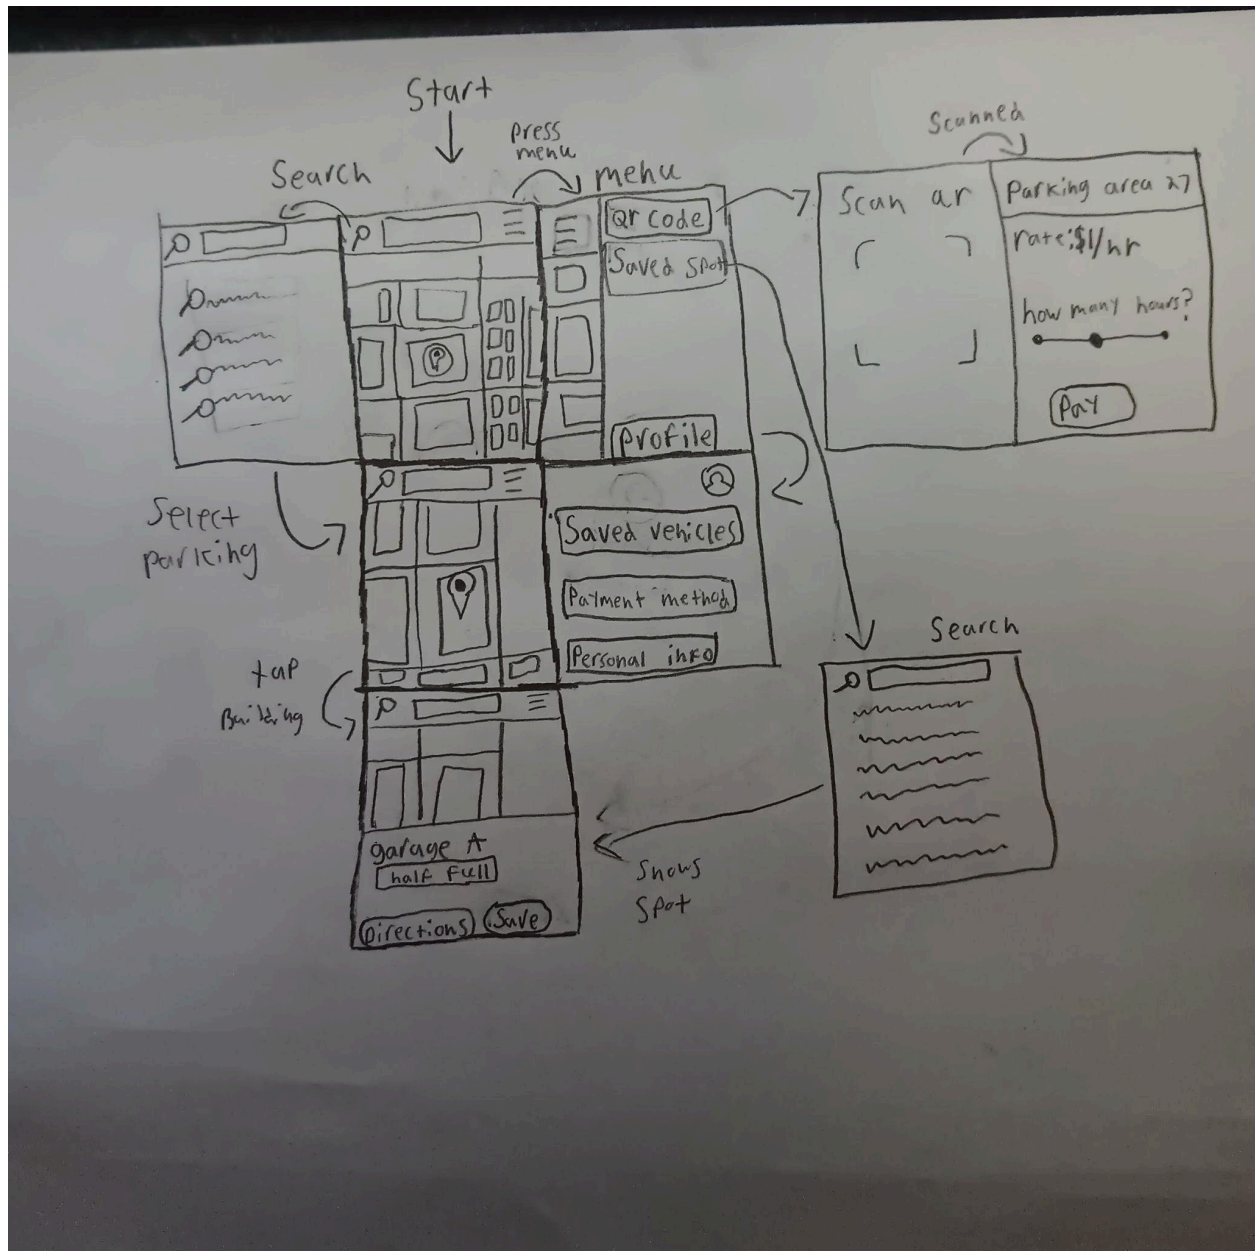 Start
press
menu
Search
menu
Scanned
Qr code
Saved Spot
Scan qr
Parking area 27
rate:$1/hr
how many hours?
Pay
P
profile
Select
parking
Saved vehicles
Payment method
Personal info
tap
Building
Search
garage A
half full
Directions
Save
Shows
Spot